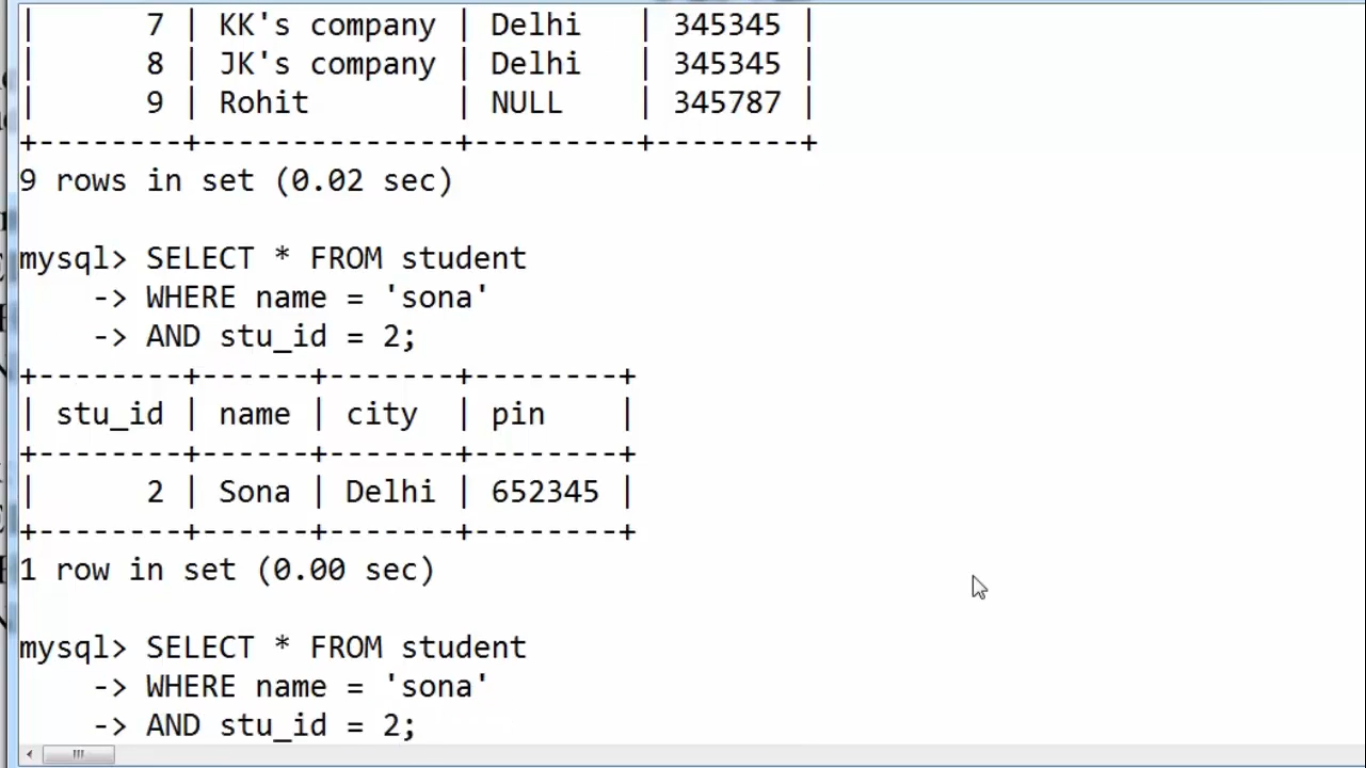 |      7 | KK's company | Delhi   | 345345 |
|      8 | JK's company | Delhi   | 345345 |
|      9 | Rohit        | NULL    | 345787 |
+--------+--------------+---------+--------+
9 rows in set (0.02 sec)
mysql> SELECT * FROM student
    -> WHERE name = 'sona'
    -> AND stu_id = 2;
+--------+------+-------+--------+
| stu_id | name | city  | pin    |
+--------+------+-------+--------+
|      2 | Sona | Delhi | 652345 |
+--------+------+-------+--------+
1 row in set (0.00 sec)
mysql> SELECT * FROM student
    -> WHERE name = 'sona'
    -> AND stu_id = 2;